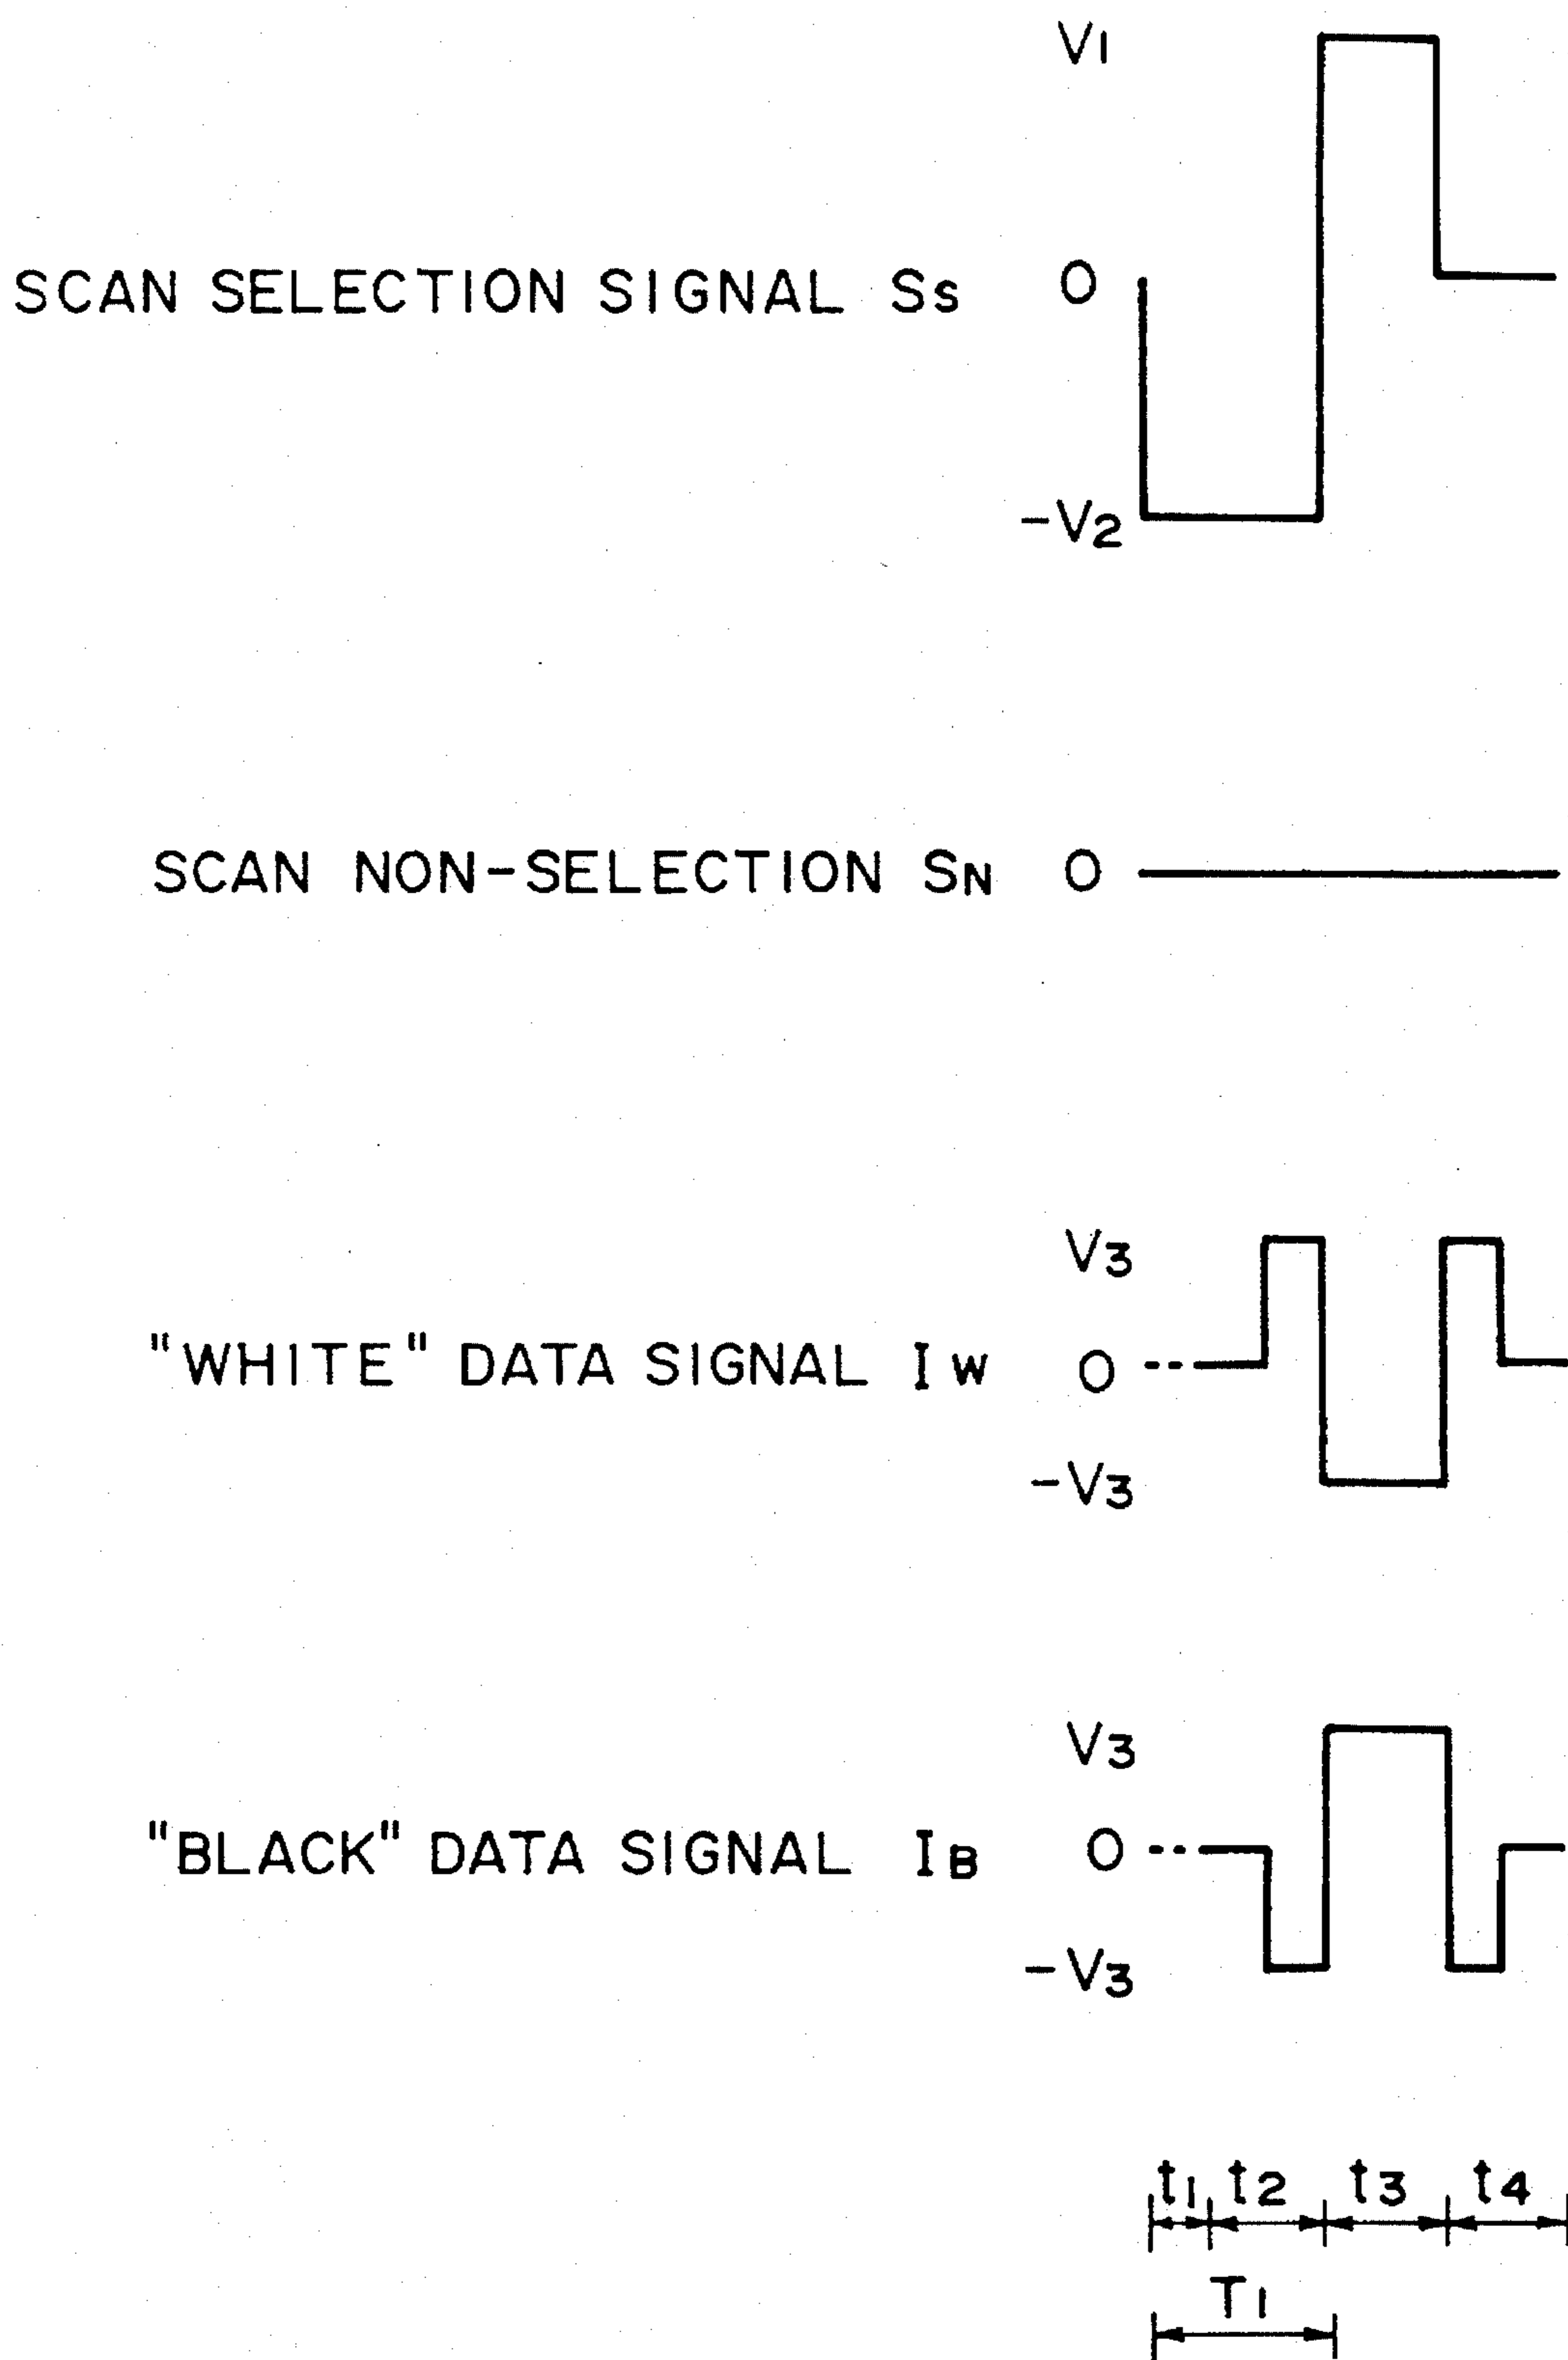 V1
SCAN SELECTION SIGNAL Ss 0
-V2
SCAN NON-SELECTION SN 0
V3
"WHITE" DATA SIGNAL IW 0
-V3
V3
"BLACK" DATA SIGNAL IB 0
-V3
t1 t2 t3 t4
T1